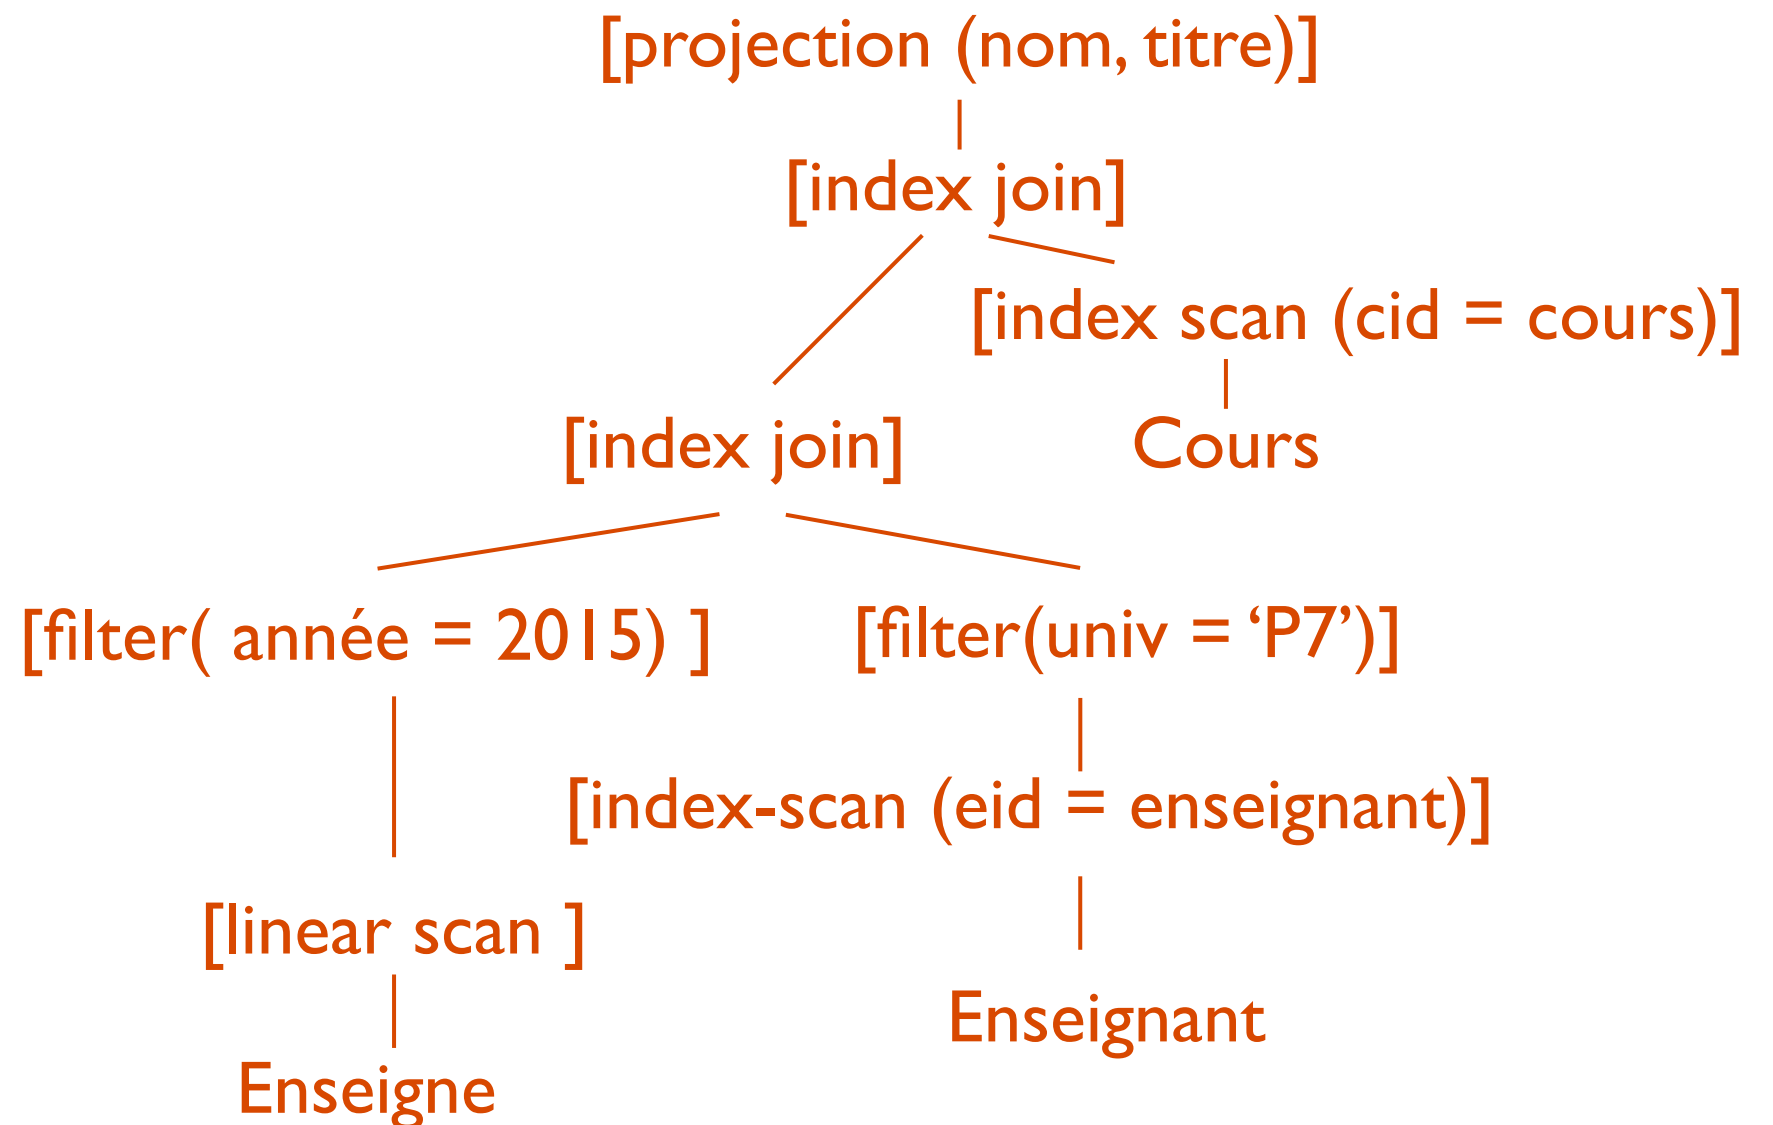 [projection (nom, titre)]
[index join]
[index scan (cid = cours)]
[index join]
Cours
[filter( année = 2015) ]
[filter(univ = ‘P7’)]
[index-scan (eid = enseignant)]
[linear scan ]
Enseignant
Enseigne